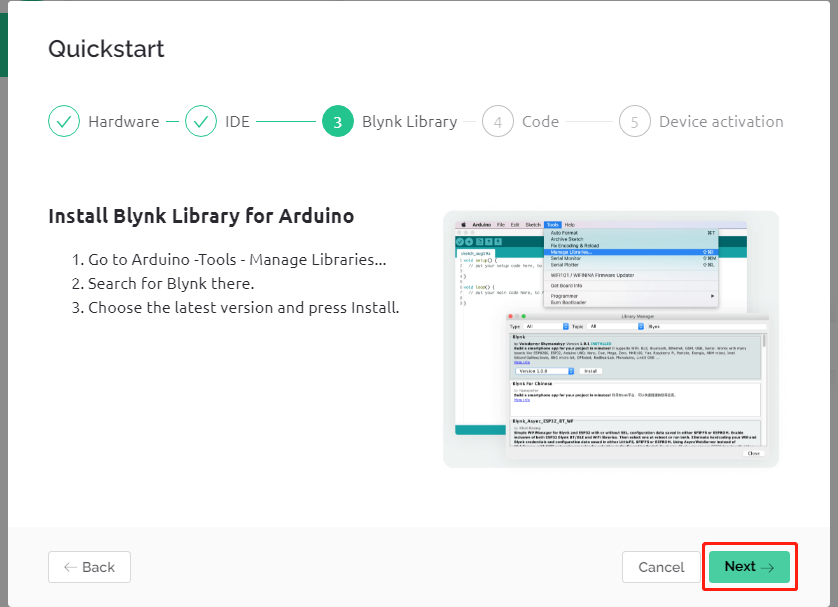 Quickstart
Hardware
IDE
3 Blynk Library
4 Code
5 Device activation
Install Blynk Library for Arduino
1. Go to Arduino -Tools - Manage Libraries...
2. Search for Blynk there.
3. Choose the latest version and press Install.
Arduino File Edit Sketch Tools Help
Auto Format ⌘T
Archive Sketch
Fix Encoding & Reload
Manage Libraries...
Serial Monitor
Serial Plotter
WiFi101 / WiFiNINA Firmware Updater
Get Board Info
Programmer
Burn Bootloader
void setup() {
// put your setup code here, to
}
void loop() {
// put your main code here, to
}
Library Manager
Type All Topic All Blynk
Blynk
by Volodymyr Shymanskyy Version 1.0.1 INSTALLED
More info
Version 1.0.0 Install
Blynk For Chinese
More info
Blynk_Async_ESP32_BT_WF
by Khoi Hoang
Close
← Back
Cancel
Next →